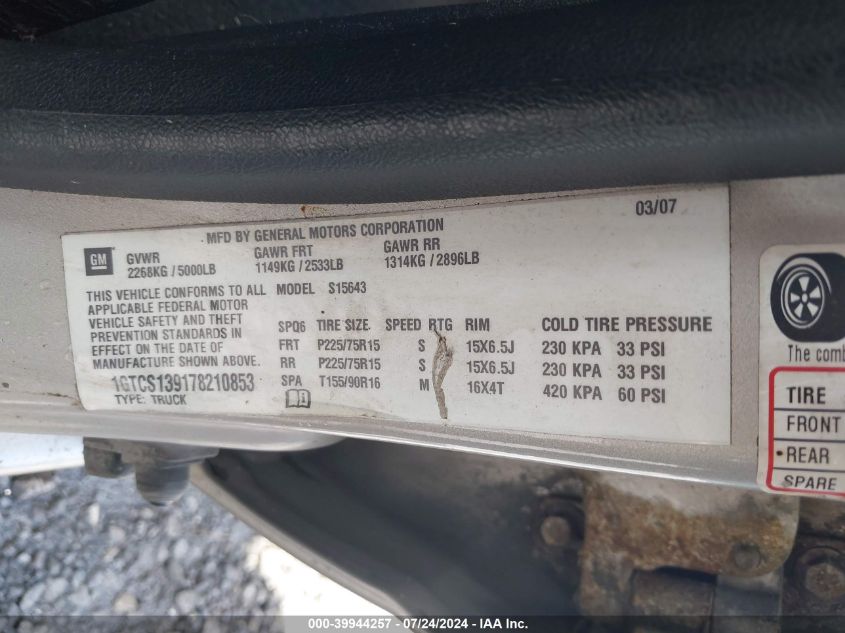 MFD BY GENERAL MOTORS CORPORATION 03/07
GM
GVWR GAWR FRT GAWR RR
2268KG / 5000LB 1149KG / 2533LB 1314KG / 2896LB
THIS VEHICLE CONFORMS TO ALL
APPLICABLE FEDERAL MOTOR
VEHICLE SAFETY AND THEFT
PREVENTION STANDARDS IN
EFFECT ON THE DATE OF
MANUFACTURE SHOWN ABOVE.
1GTCS139178210853
TYPE: TRUCK
MODEL S15643
SPQ6 TIRE SIZE. SPEED RTG RIM COLD TIRE PRESSURE
FRT P225/75R15 S 15X6.5J 230 KPA 33 PSI
RR P225/75R15 S 15X6.5J 230 KPA 33 PSI
SPA T155/90R16 M 16X4T 420 KPA 60 PSI
The comb
TIRE
FRONT
REAR
SPARE
000-39944257 - 07/24/2024 - IAA Inc.